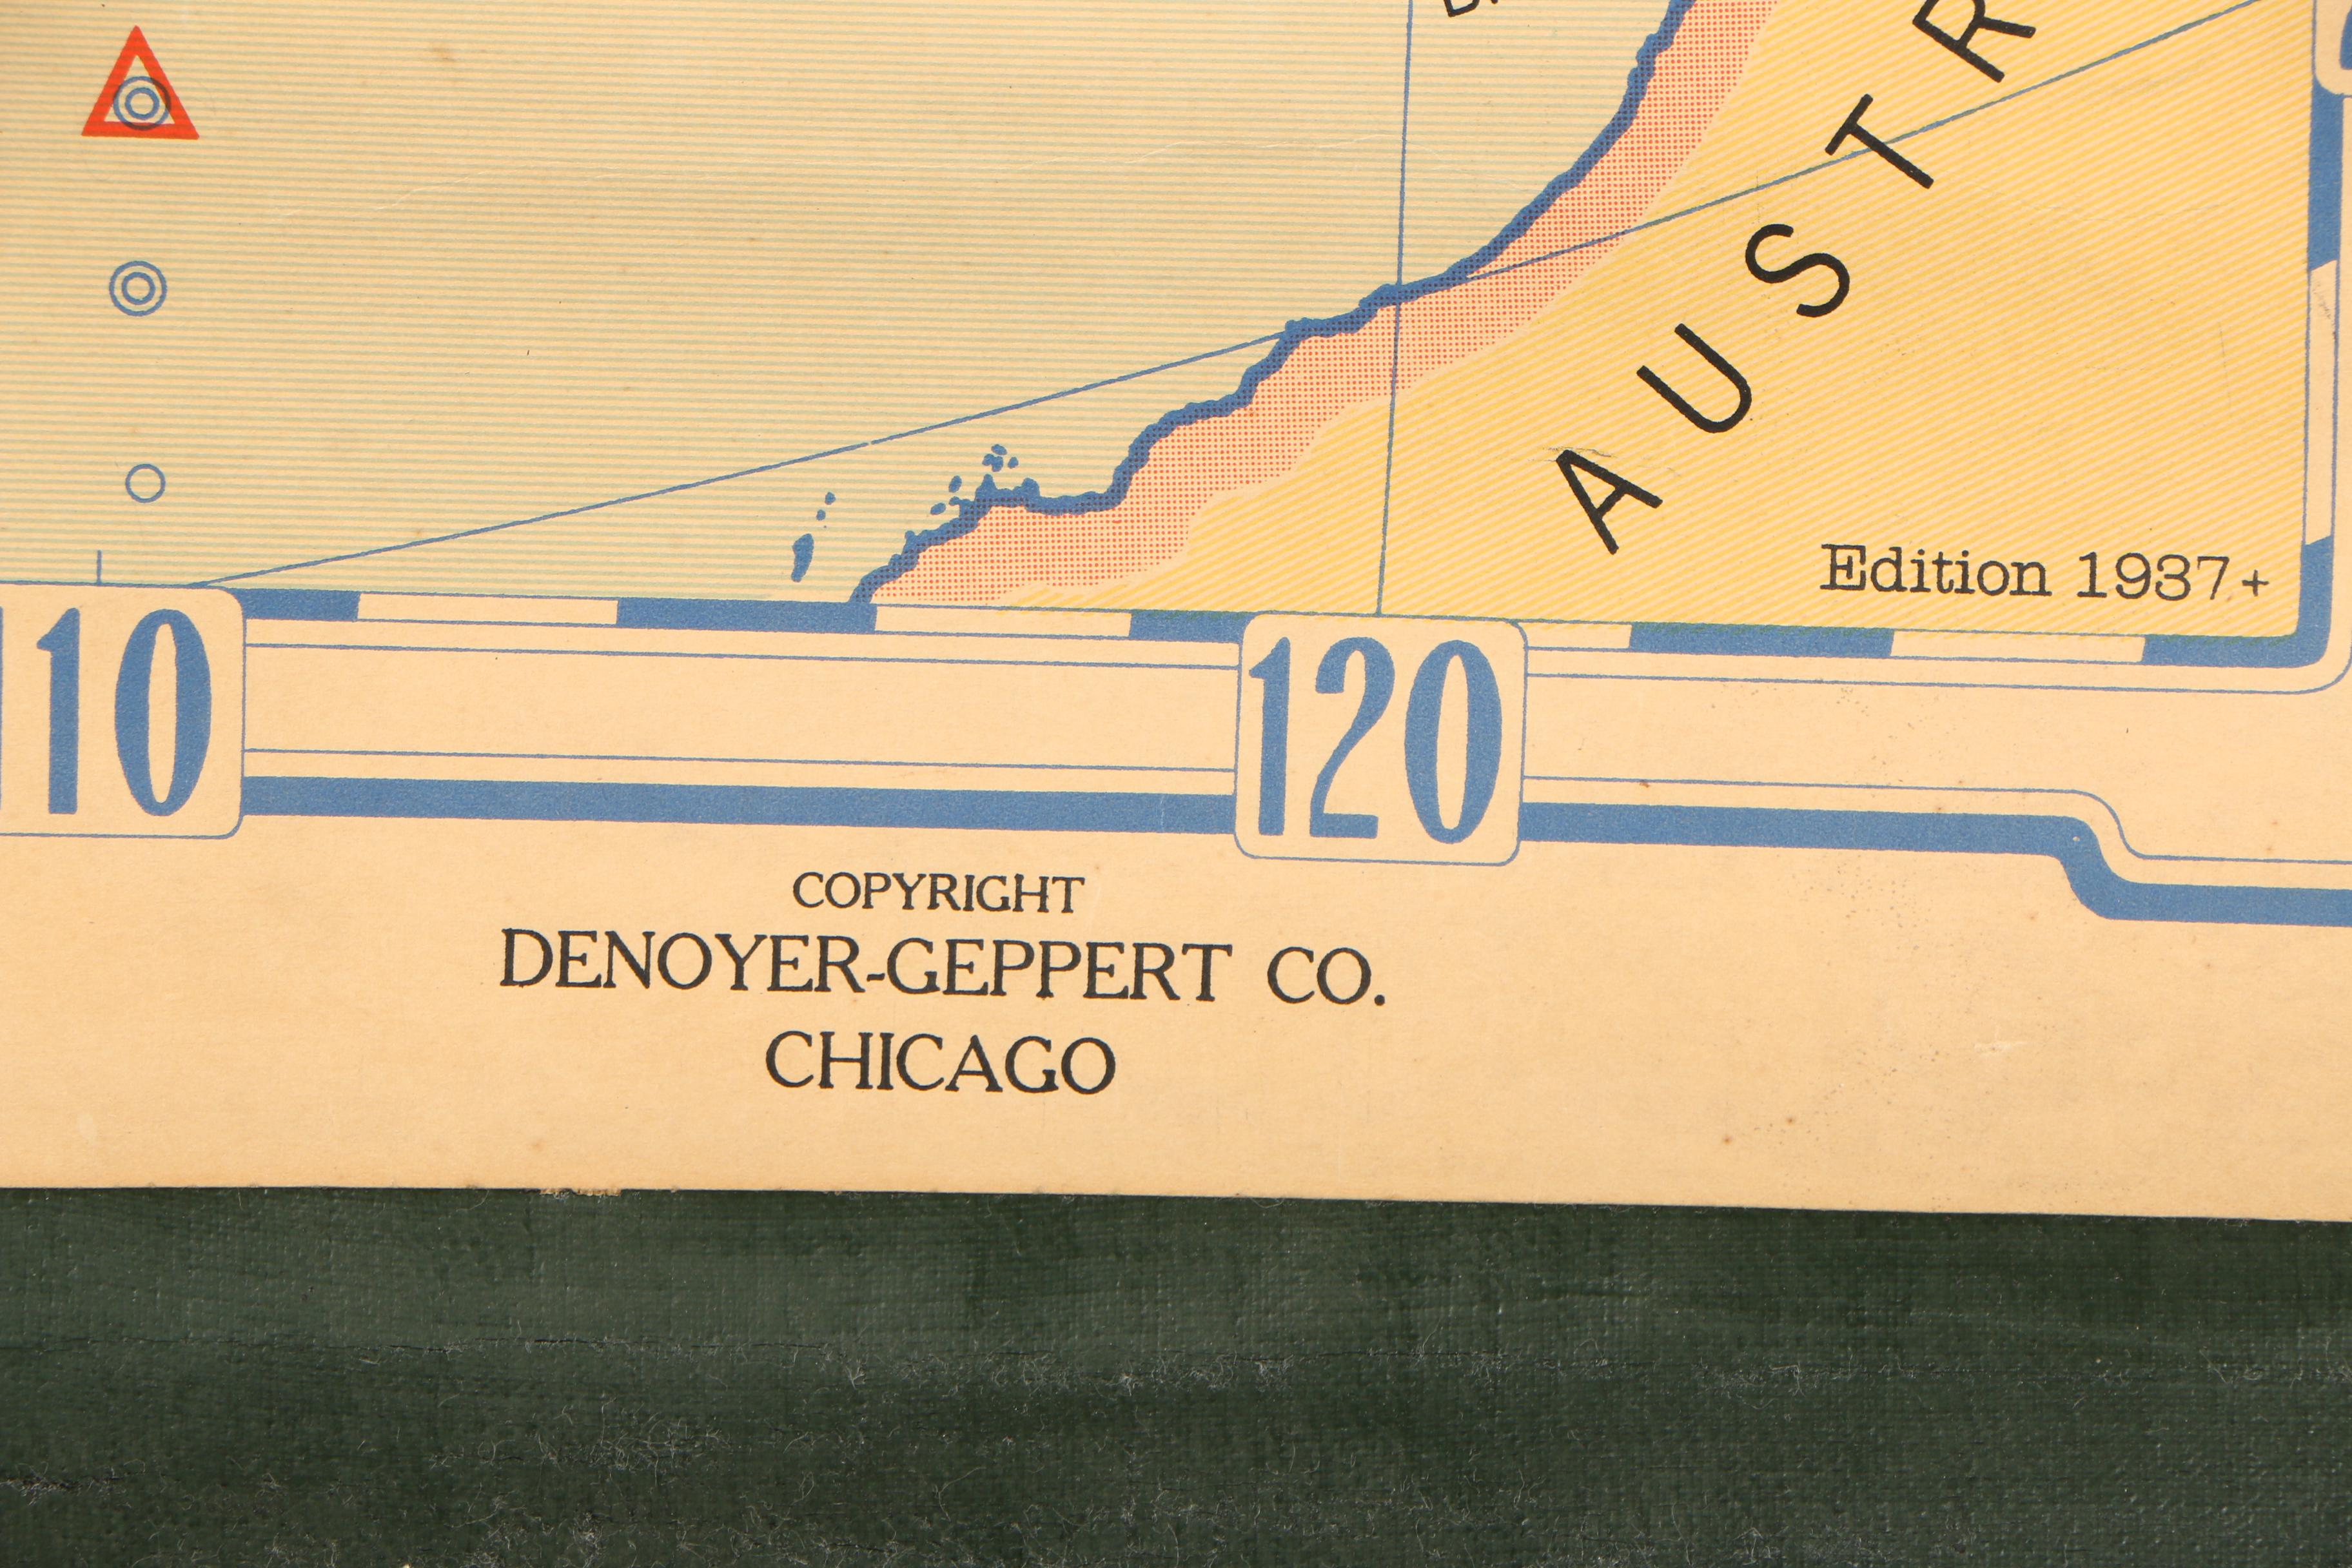 AUSTR
Edition 1937+
110
120
COPYRIGHT
DENOYER-GEPPERT CO.
CHICAGO